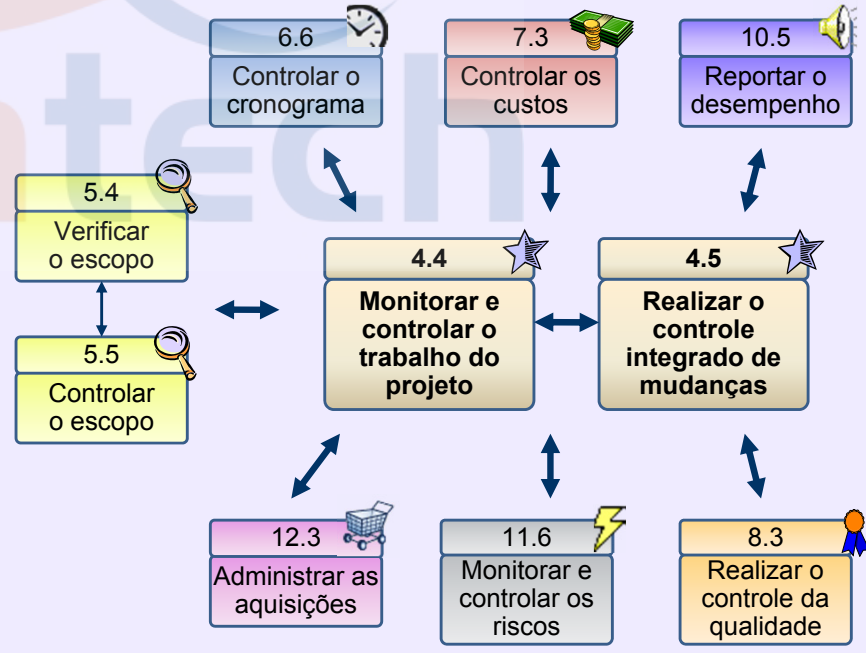 6.6
Controlar o
cronograma
7.3
Controlar os
custos
10.5
Reportar o
desempenho
5.4
Verificar
o escopo
5.5
Controlar
o escopo
4.4
Monitorar e
controlar o
trabalho do
projeto
4.5
Realizar o
controle
integrado de
mudanças
12.3
Administrar as
aquisições
11.6
Monitorar e
controlar os
riscos
8.3
Realizar o
controle da
qualidade
ntech